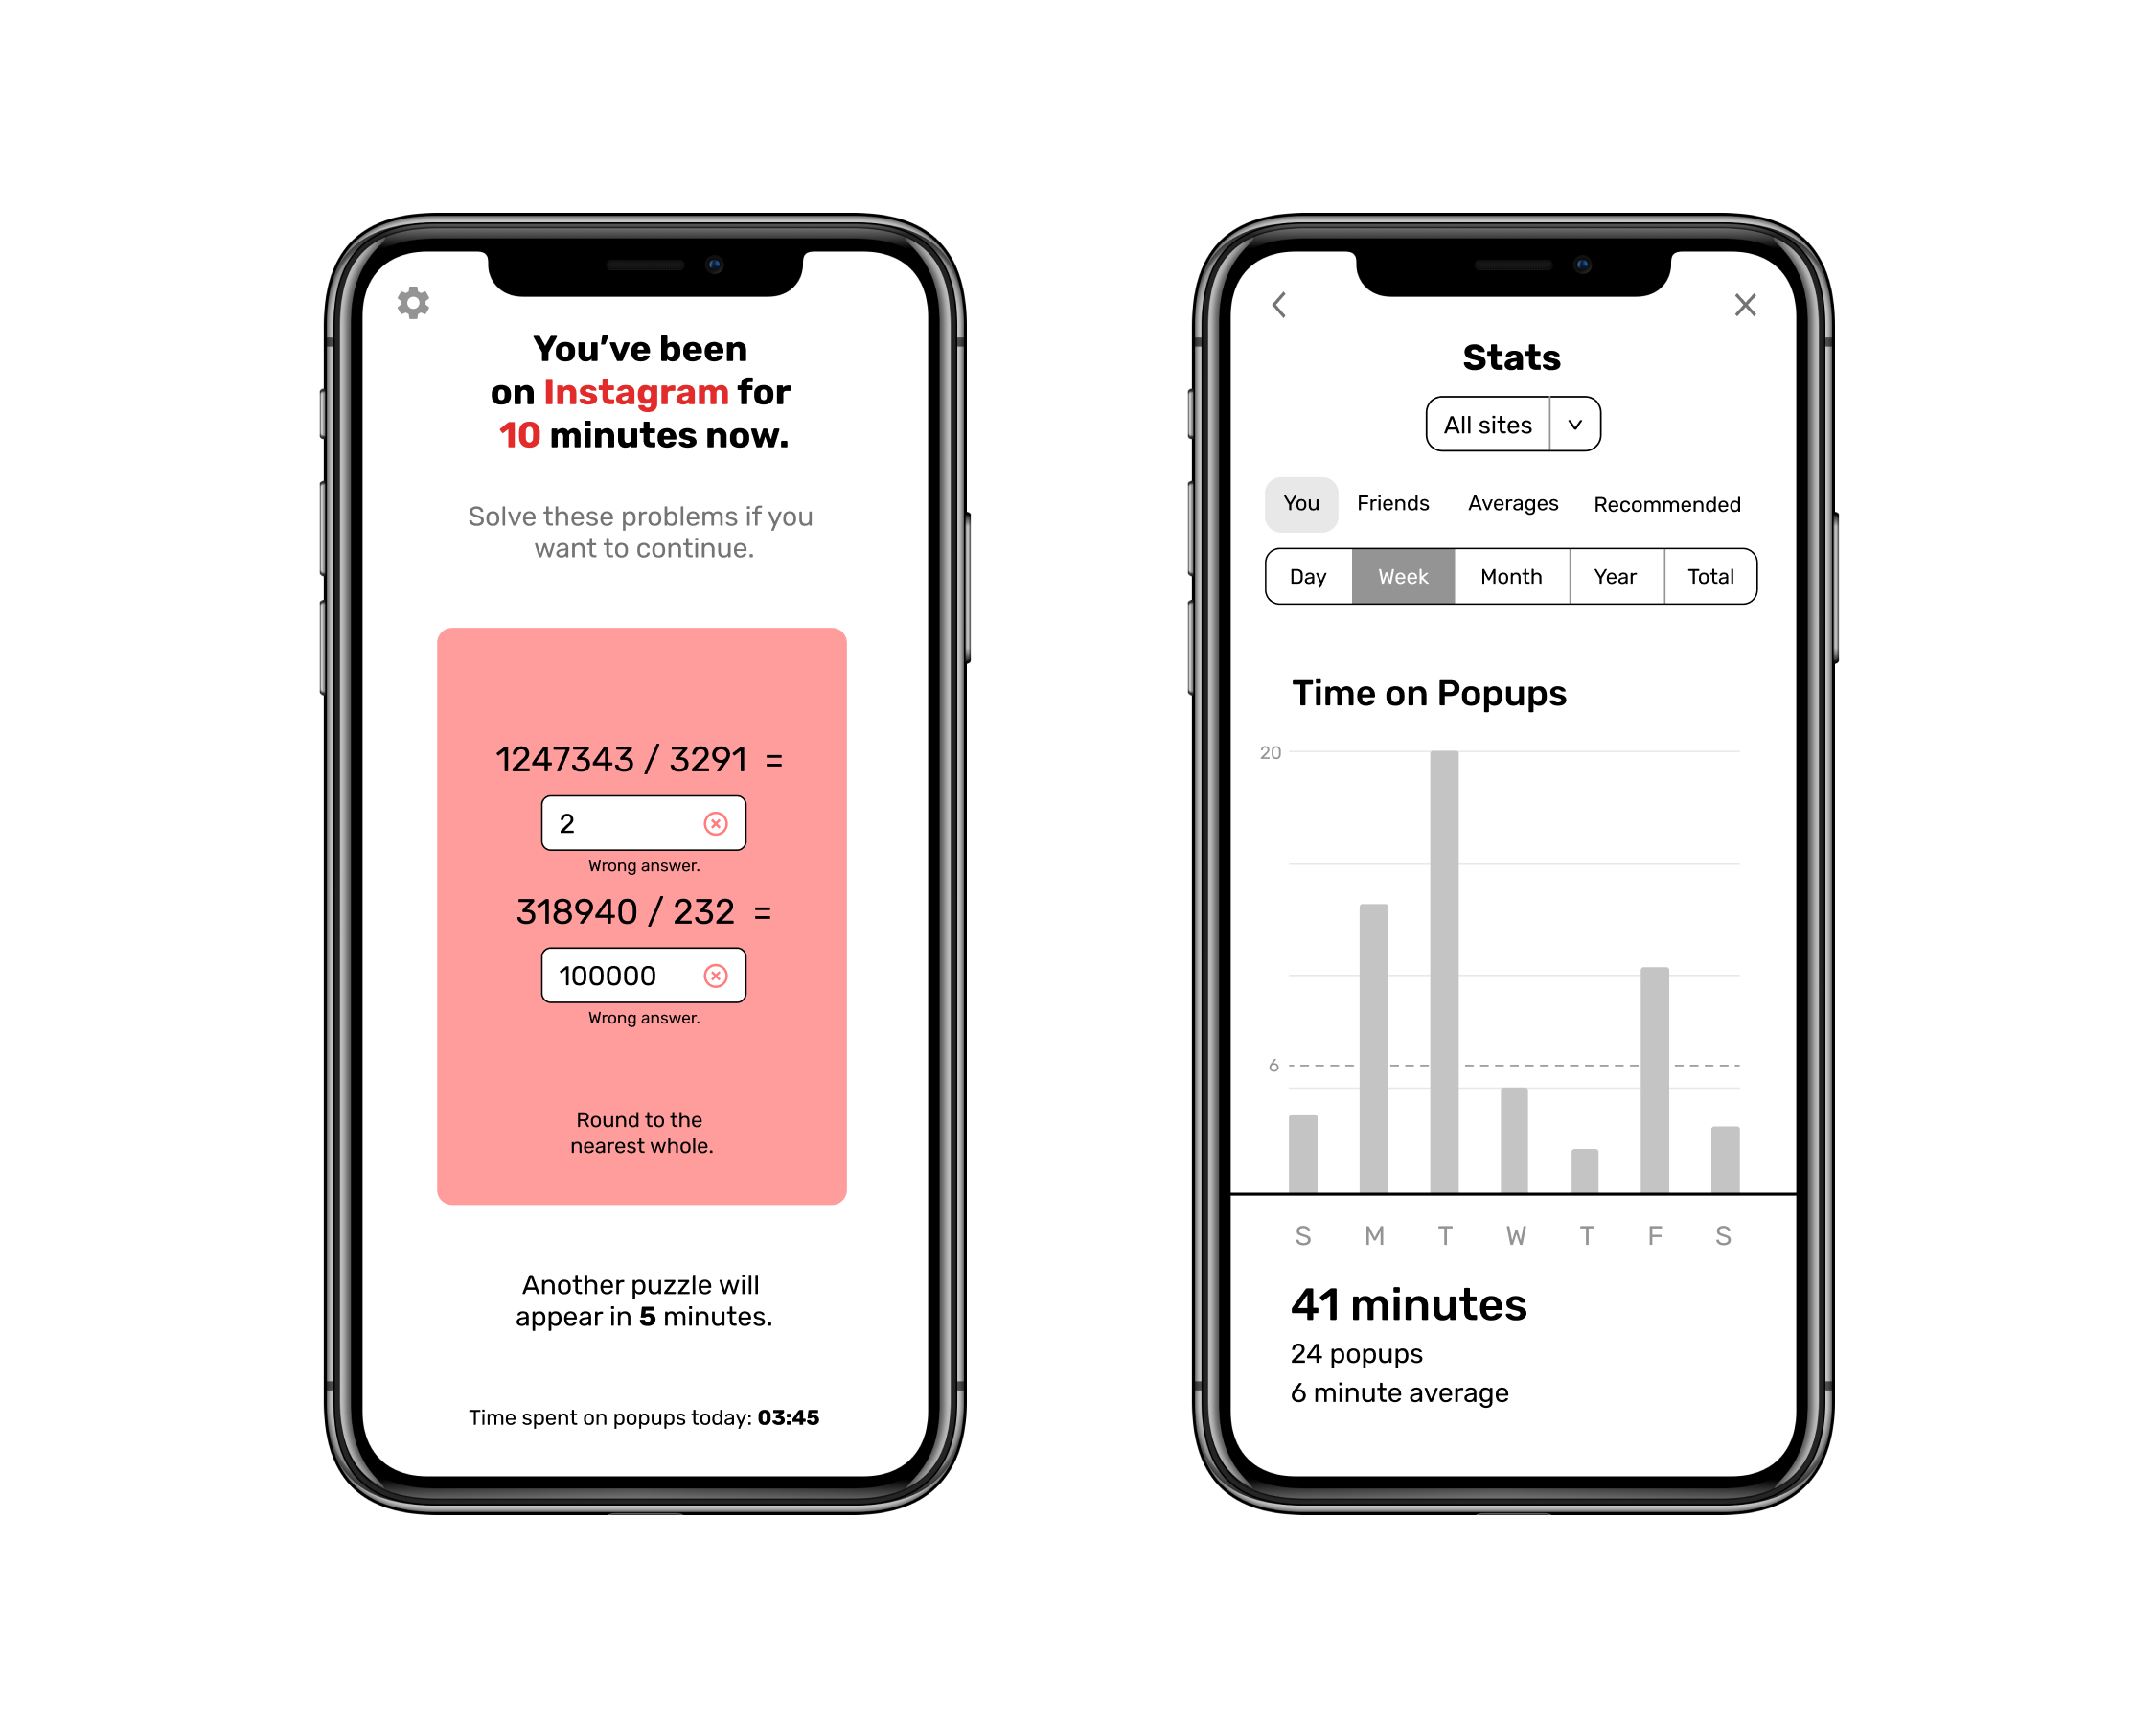 You’ve been
on Instagram for
10 minutes now.
Solve these problems if you
want to continue.
1247343 / 3291 =
2
Wrong answer.
318940 / 232 =
100000
Wrong answer.
Round to the
nearest whole.
Another puzzle will
appear in 5 minutes.
Time spent on popups today: 03:45
Stats
All sites
You Friends Averages Recommended
Day Week Month Year Total
Time on Popups
20
6
S M T W T F S
41 minutes
24 popups
6 minute average